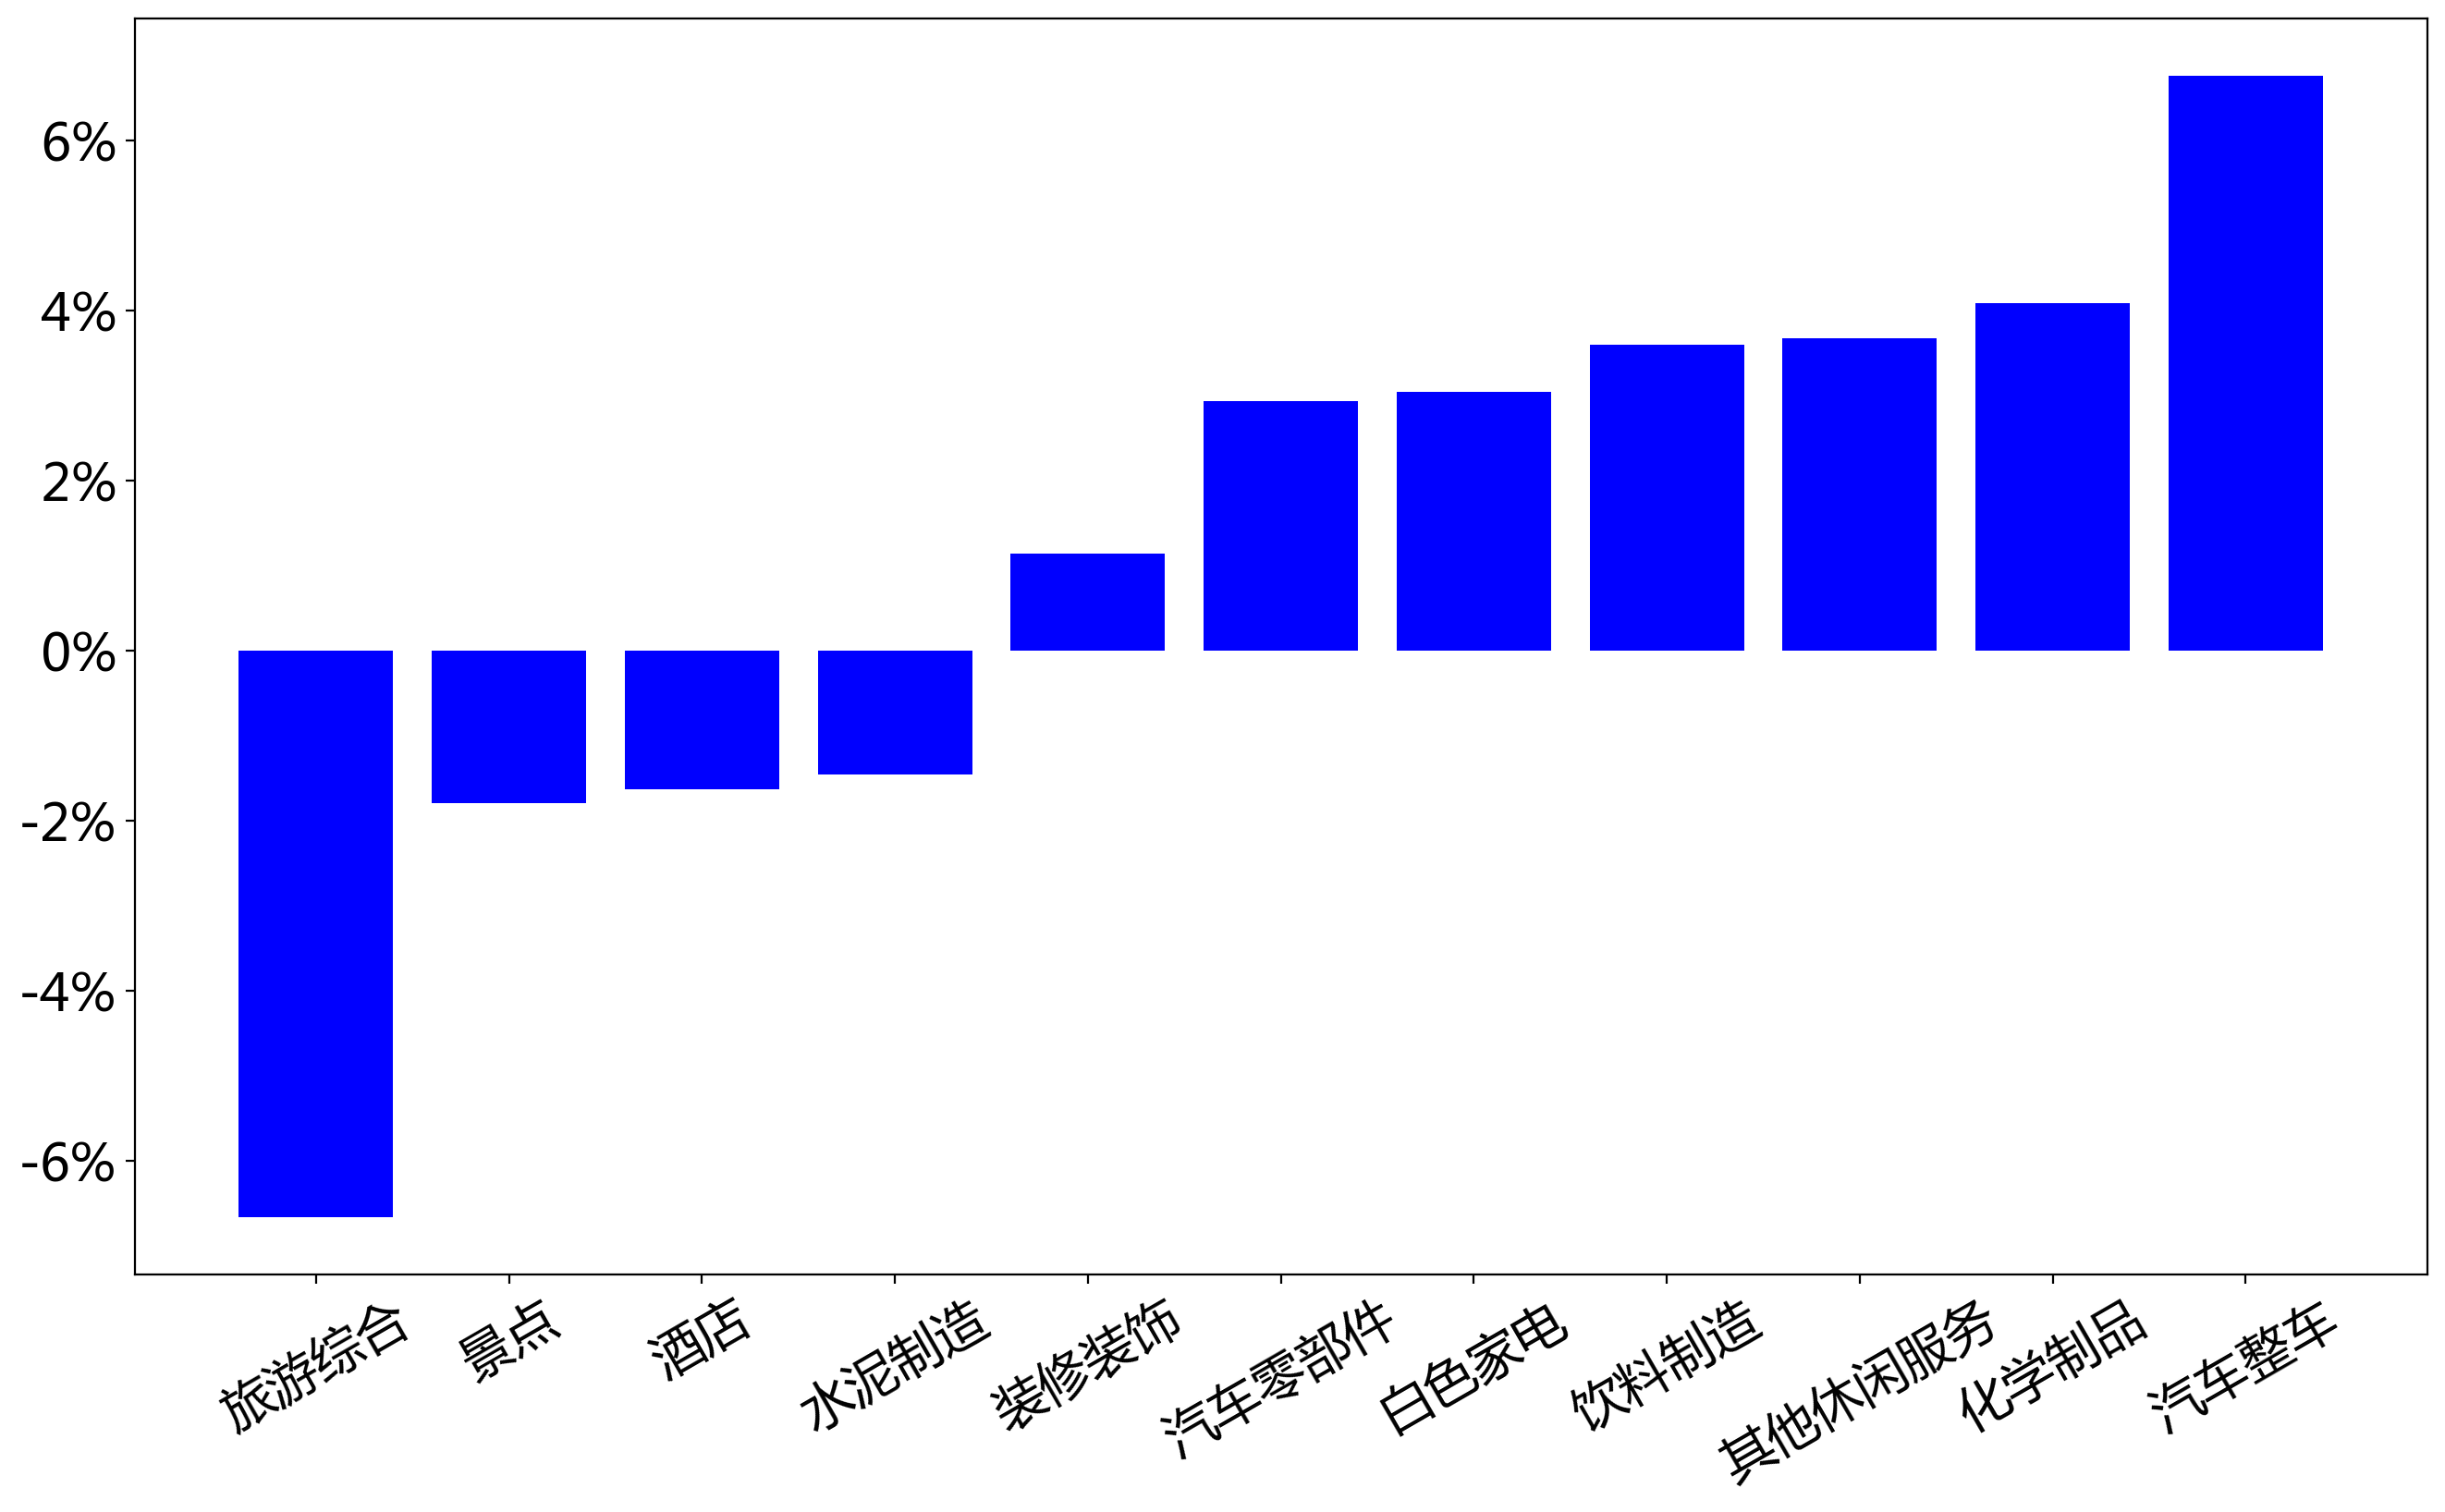 6%
4%
2%
0%
-2%
-4%
-6%
旅游综合
景点
酒店
水泥制造
装修装饰
汽车零部件
白色家电
饮料制造
其他休闲服务
化学制品
汽车整车